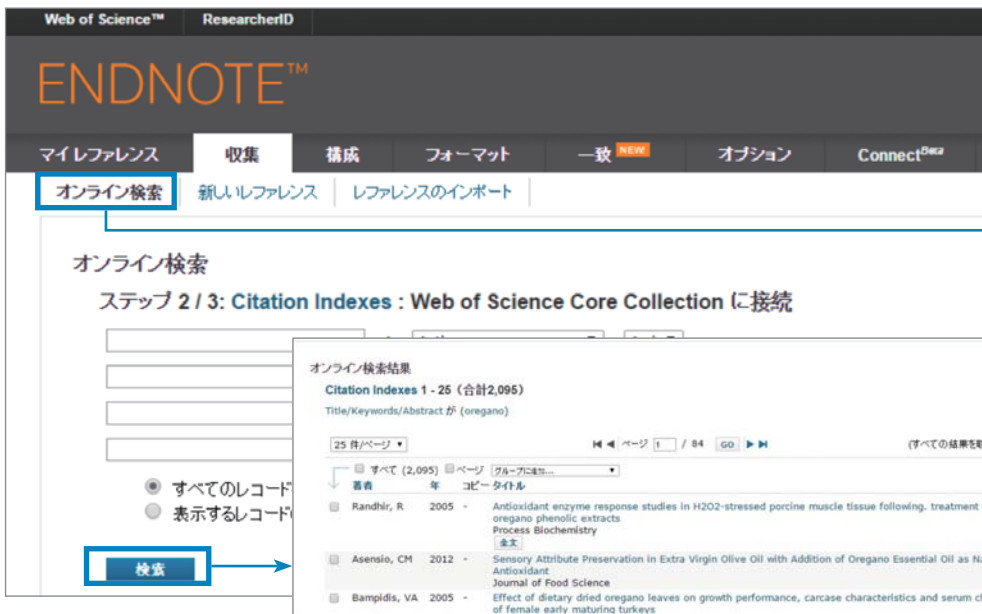 Web of Science™ ResearcherID
ENDNOTE™
マイ レファレンス 収集 構成 フォーマット 一致 NEW! オプション Connect Beta
オンライン検索 新しいレファレンス レファレンスのインポート
オンライン検索
ステップ 2 / 3: Citation Indexes : Web of Science Core Collection に接続
すべてのレコード
表示するレコード
検索
オンライン検索結果
Citation Indexes 1 - 25 (合計2,095)
Title/Keywords/Abstract が (oregano)
25 件/ページ ページ 1 / 84 GO (すべての結果を
すべて (2,095) ページ グループに追加...
著者 年 コピー タイトル
Randhir, R 2005 - Antioxidant enzyme response studies in H2O2-stressed porcine muscle tissue following. treatment
oregano phenolic extracts
Process Biochemistry
全文
Asensio, CM 2012 - Sensory Attribute Preservation in Extra Virgin Olive Oil with Addition of Oregano Essential Oil as Na
Antioxidant
Journal of Food Science
Bampidis, VA 2005 - Effect of dietary dried oregano leaves on growth performance, carcase characteristics and serum c
of female early maturing turkeys